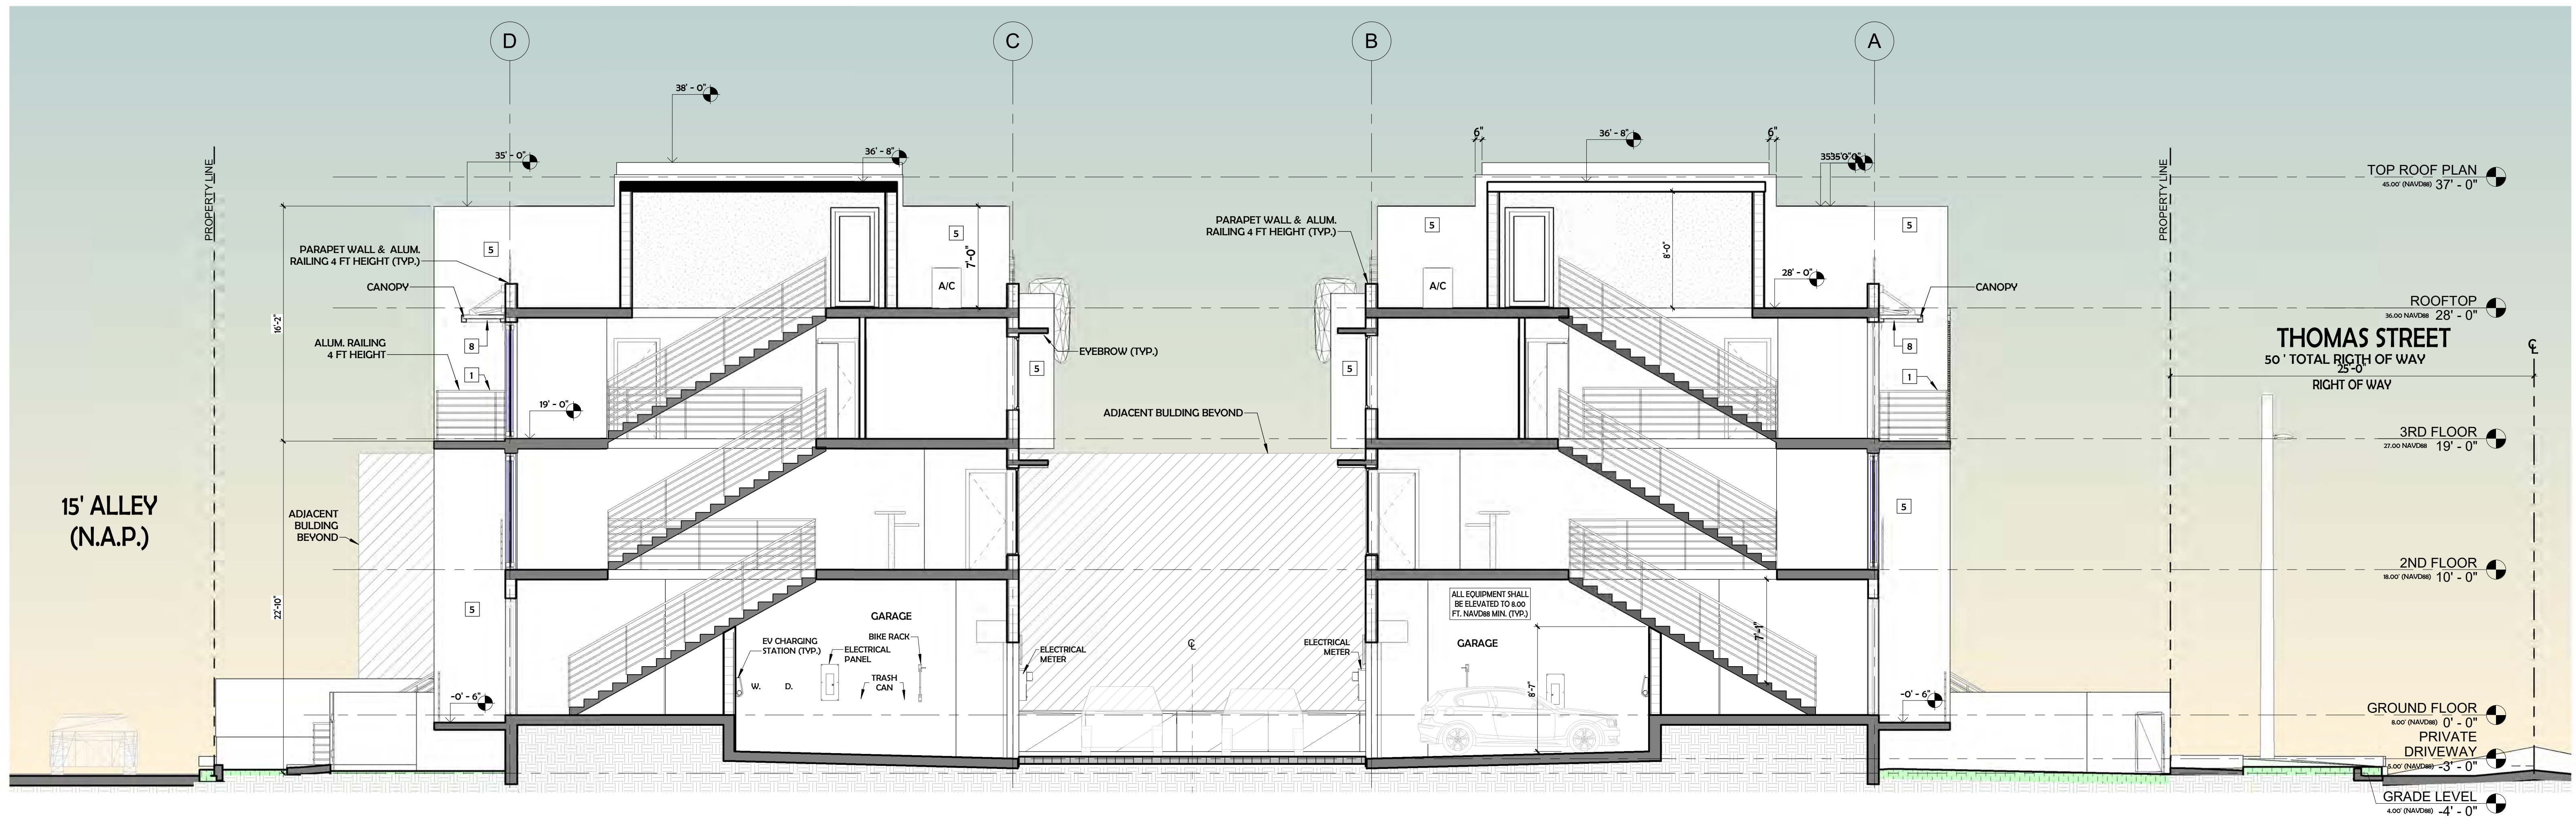 D
C
B
A
38' - 0"
35' - 0"
36' - 8"
6"
36' - 8"
6"
35' 0"
PROPERTY LINE
PROPERTY LINE
TOP ROOF PLAN
45.00' (NAVD88) 37' - 0"
5
5
5
5
PARAPET WALL & ALUM.
RAILING 4 FT HEIGHT (TYP.)
PARAPET WALL & ALUM.
RAILING 4 FT HEIGHT (TYP.)
7'-0"
8'-0"
28' - 0"
CANOPY
A/C
A/C
CANOPY
ROOFTOP
36.00 NAVD88 28' - 0"
16'-2"
THOMAS STREET
50 ' TOTAL RIGTH OF WAY
25'-0"
RIGHT OF WAY
ALUM. RAILING
4 FT HEIGHT
8
1
EYEBROW (TYP.)
5
5
8
1
19' - 0"
ADJACENT BULDING BEYOND
3RD FLOOR
27.00 NAVD88 19' - 0"
15' ALLEY
(N.A.P.)
ADJACENT
BULDING
BEYOND
5
2ND FLOOR
18.00' (NAVD88) 10' - 0"
22'-10"
5
GARAGE
ALL EQUIPMENT SHALL
BE ELEVATED TO 8.00
FT. NAVD88 MIN. (TYP.)
EV CHARGING
STATION (TYP.)
ELECTRICAL
PANEL
BIKE RACK
ELECTRICAL
METER
ELECTRICAL
METER
GARAGE
7'-1"
W.
D.
TRASH
CAN
8'-7"
-0' - 6"
-0' - 6"
GROUND FLOOR
8.00' (NAVD88) 0' - 0"
PRIVATE
DRIVEWAY
5.00' (NAVD88) -3' - 0"
GRADE LEVEL
4.00' (NAVD88) -4' - 0"